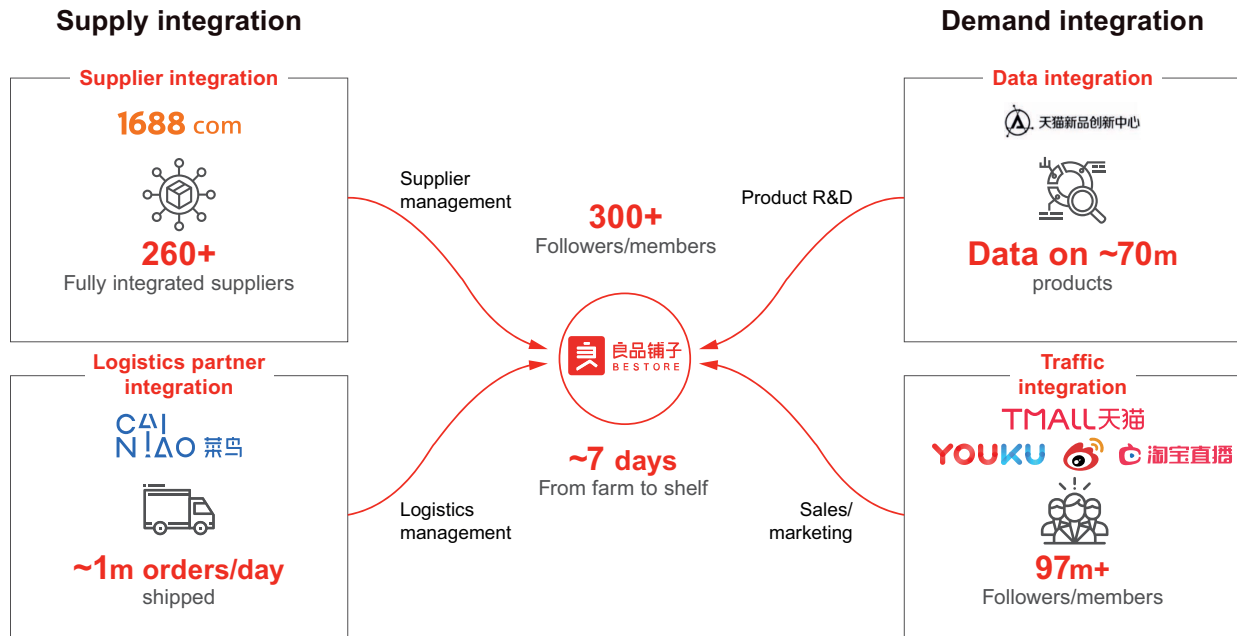 Supply integration
Demand integration
Supplier integration
1688 com
260+
Fully integrated suppliers
Logistics partner
integration
CAI
NIAO 菜鸟
~1m orders/day
shipped
Supplier
management
Logistics
management
300+
Followers/members
良品铺子
BESTORE
~7 days
From farm to shelf
Product R&D
Sales/
marketing
Data integration
天猫新品创新中心
Data on ~70m
products
Traffic
integration
TMALL天猫
YOUKU 淘宝直播
97m+
Followers/members